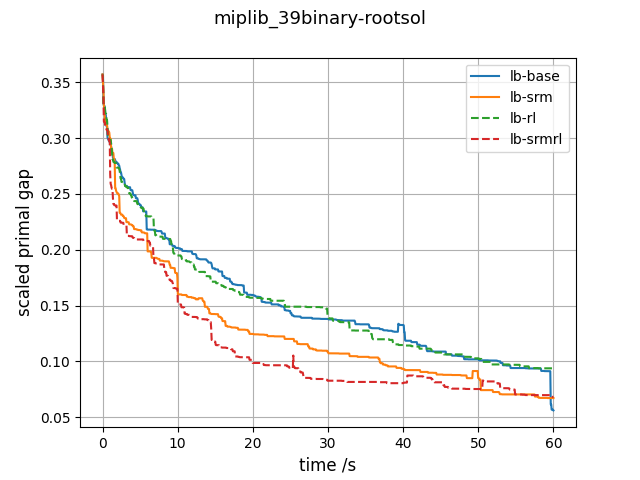 miplib_39binary-rootsol
scaled primal gap
0.35
0.30
0.25
0.20
0.15
0.10
0.05
lb-base
lb-srm
lb-rl
lb-srmrl
0 10 20 30 40 50 60
time /s